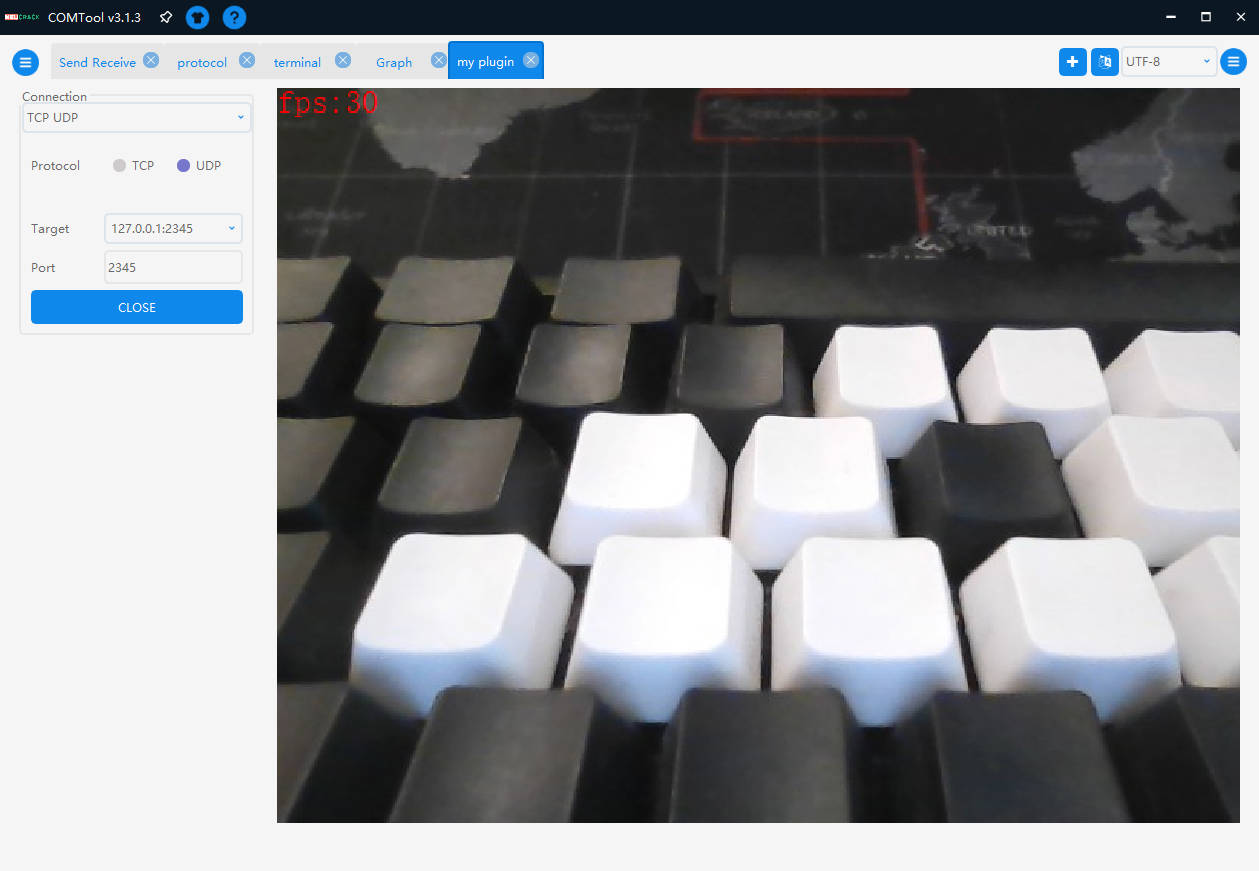 COMTool v3.1.3
Send Receive
protocol
terminal
Graph
my plugin
UTF-8
Connection
TCP UDP
Protocol
TCP
UDP
Target
127.0.0.1:2345
Port
2345
CLOSE
fps:30
ICELAND